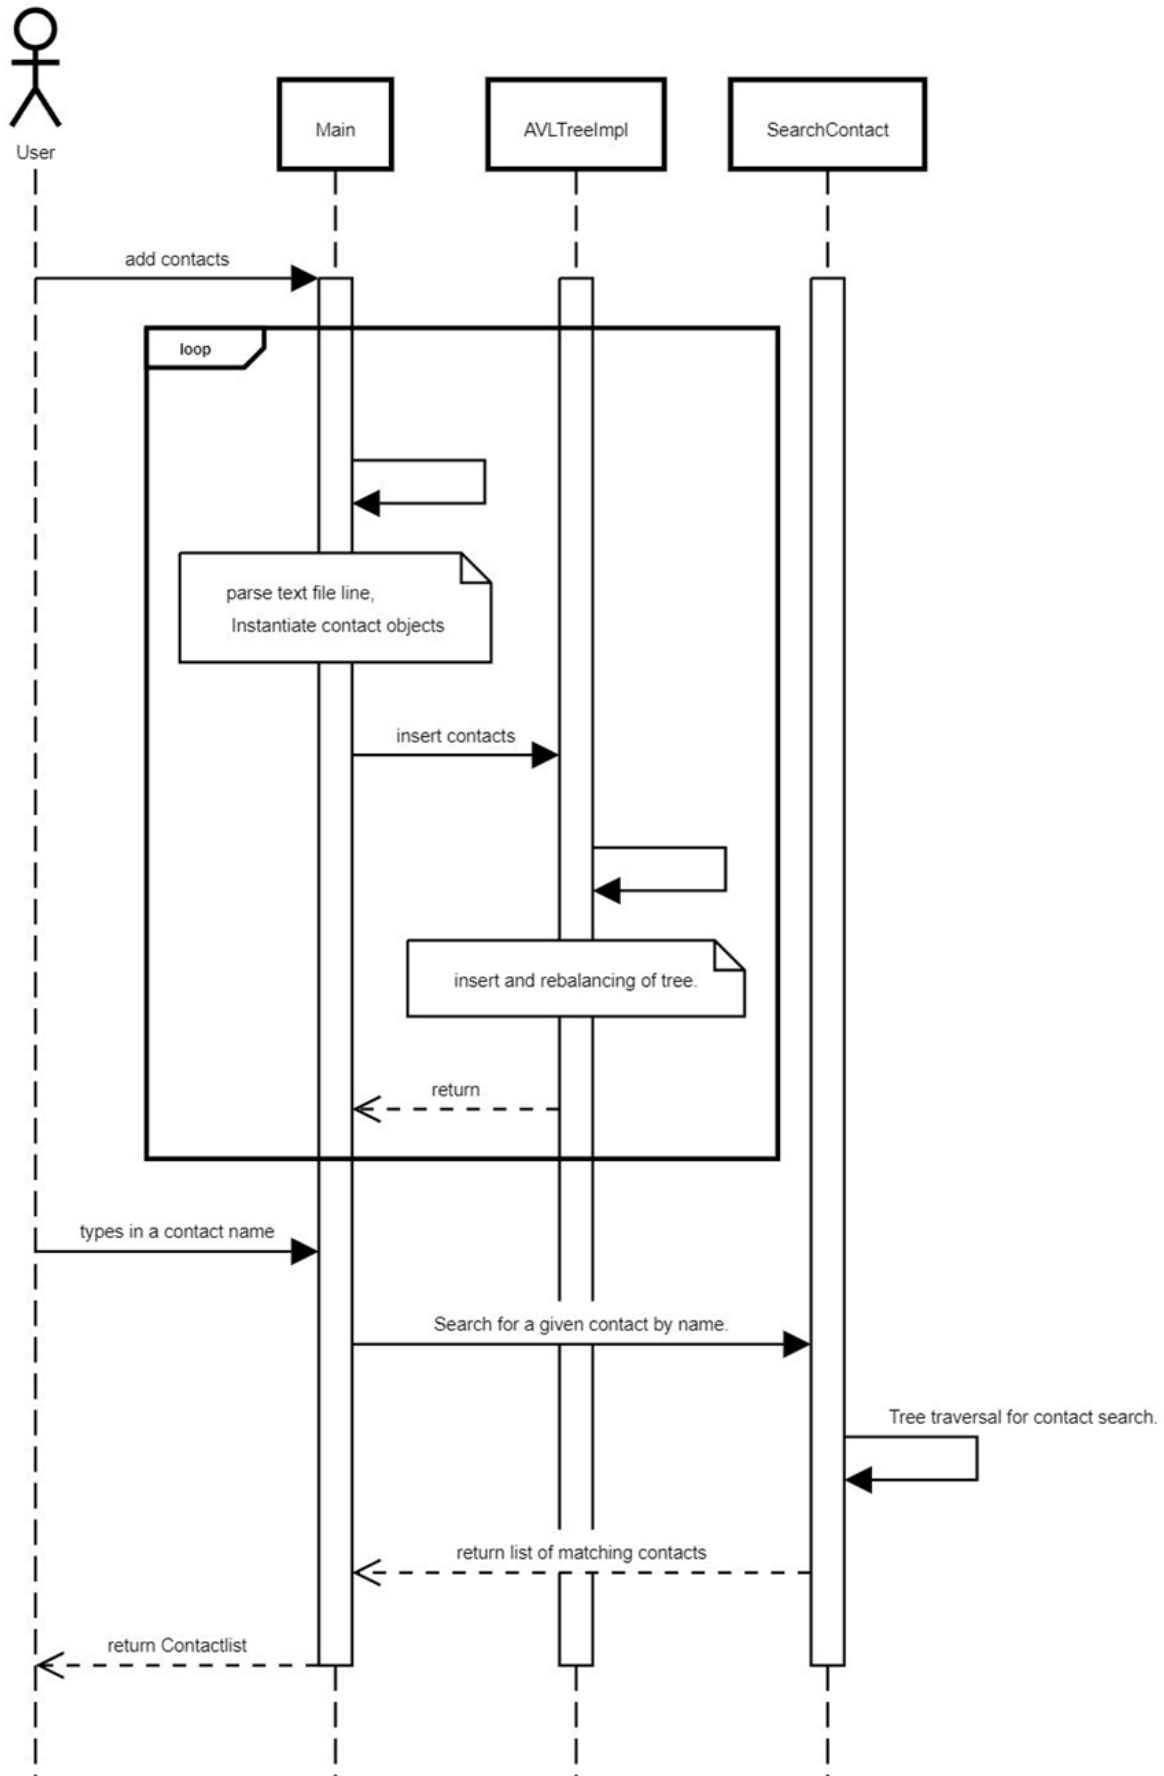 User
Main
AVLTreeImpl
SearchContact
add contacts
loop
parse text file line,
Instantiate contact objects
insert contacts
insert and rebalancing of tree.
return
types in a contact name
Search for a given contact by name.
Tree traversal for contact search.
return list of matching contacts
return Contactlist